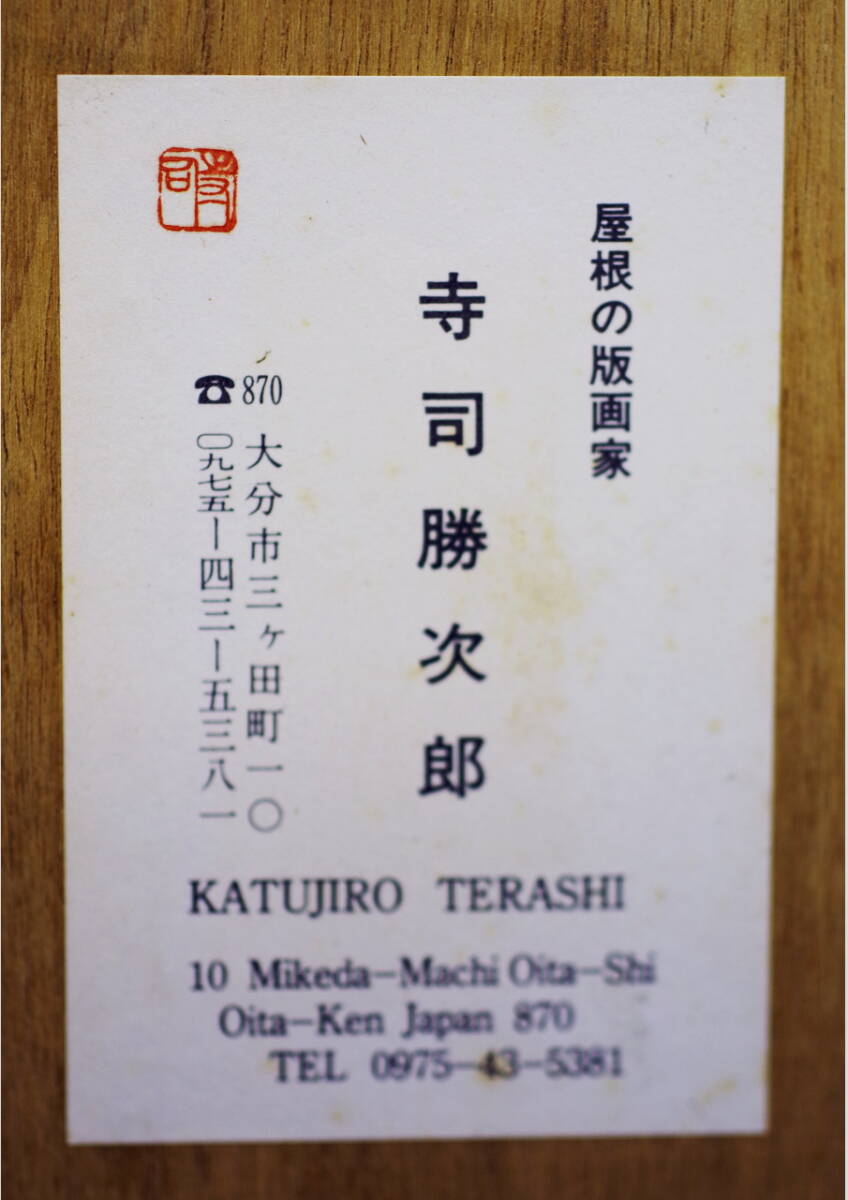 屋根の版画家
寺司勝次郎
870 大分市三ヶ田町一〇
☎ 〇九七五ー四三ー五三八一
KATUJIRO TERASHI
10 Mikeda-Machi Oita-Shi
Oita-Ken Japan 870
TEL 0975-43-5381